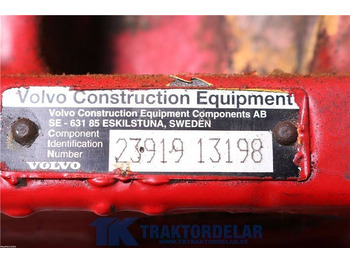 Volvo Construction Equipment
Volvo Construction Equipment Components AB
SE - 631 85 ESKILSTUNA, SWEDEN
Component
Identification
Number
23919 13198
VOLVO
TRAKTORDELAR